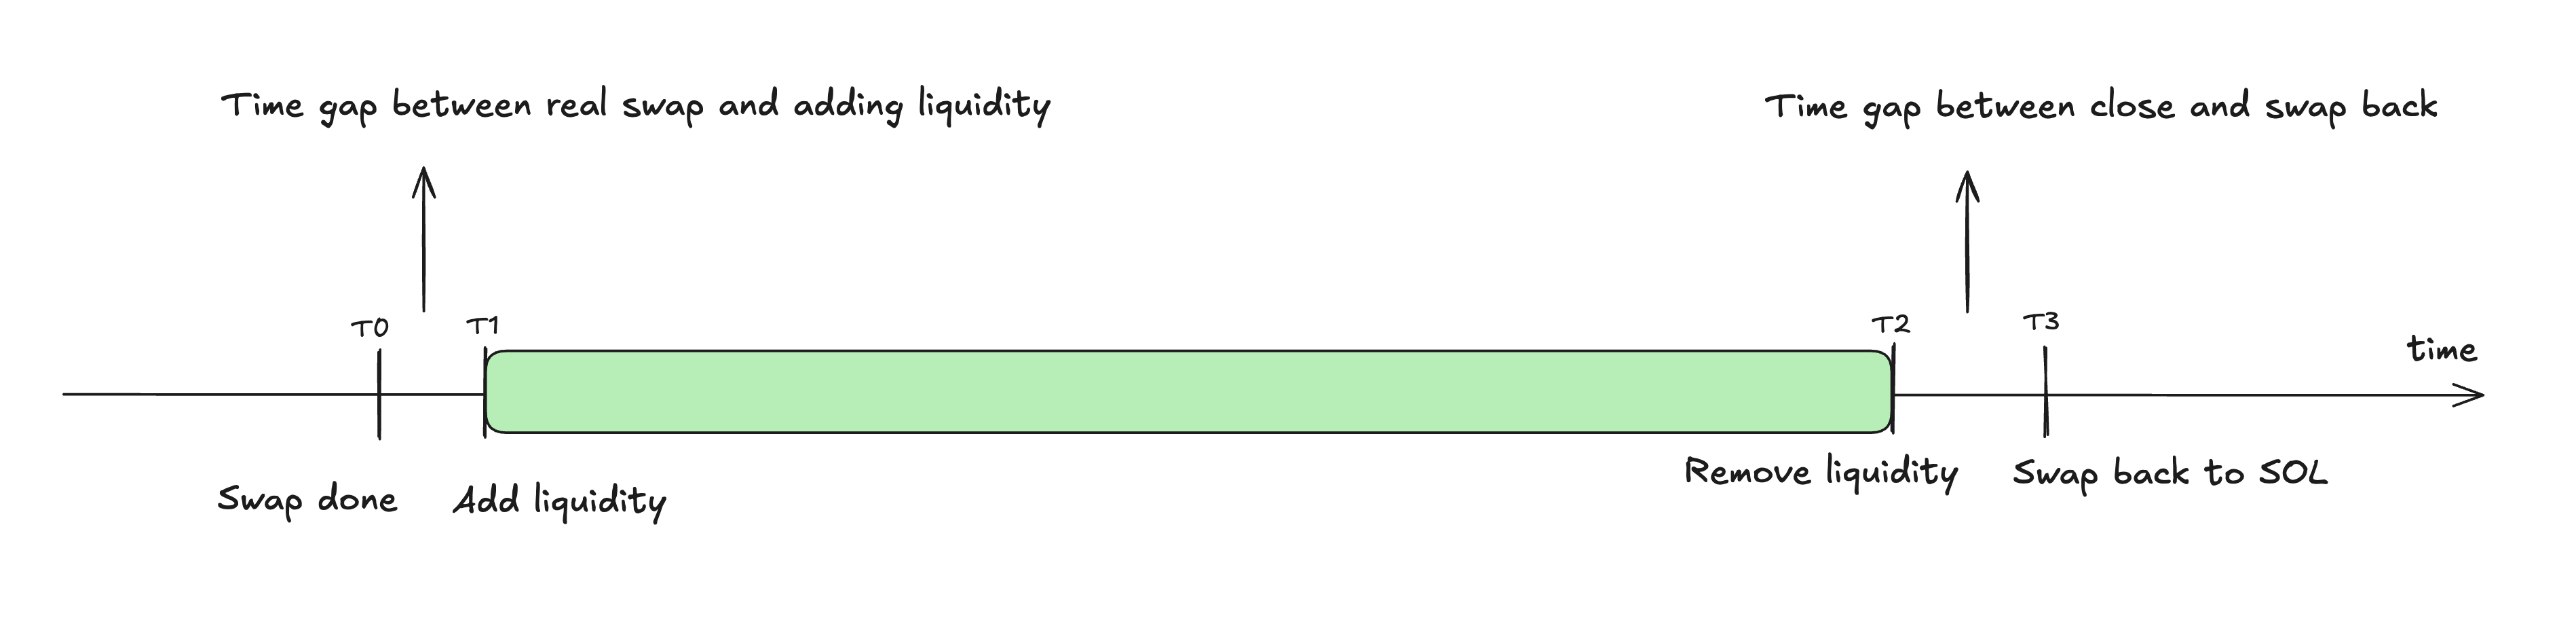 Time gap between real swap and adding liquidity
Time gap between close and swap back
T0
T1
T2
T3
time
Swap done
Add liquidity
Remove liquidity
Swap back to SOL